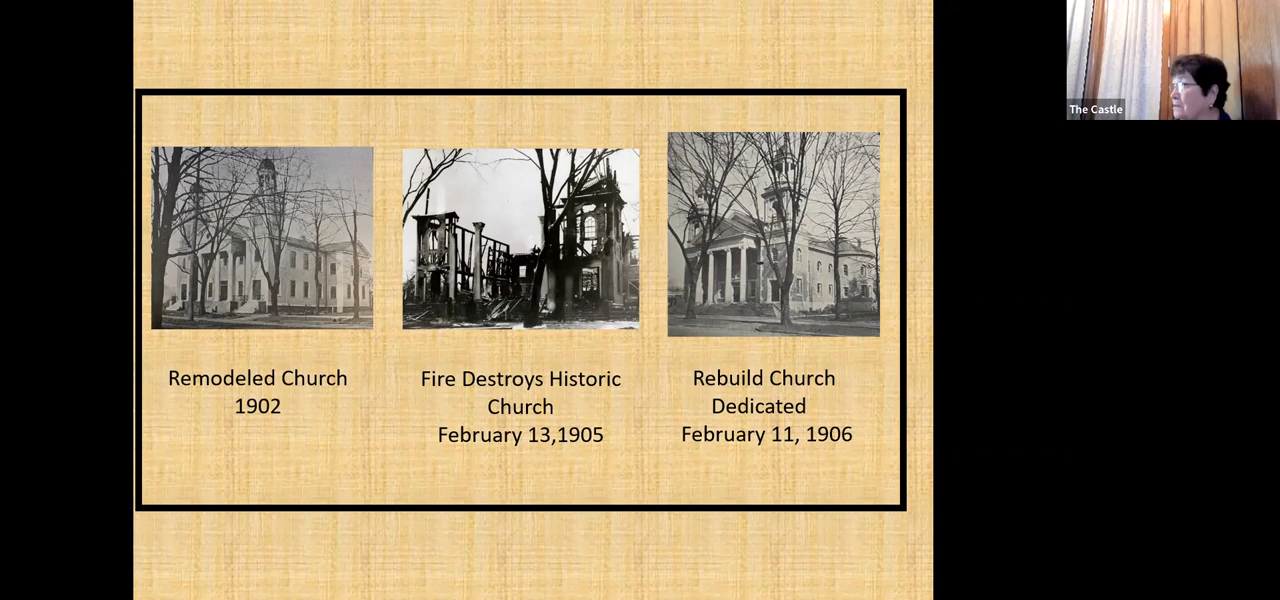 The Castle
Remodeled Church
1902
Fire Destroys Historic
Church
February 13,1905
Rebuild Church
Dedicated
February 11, 1906